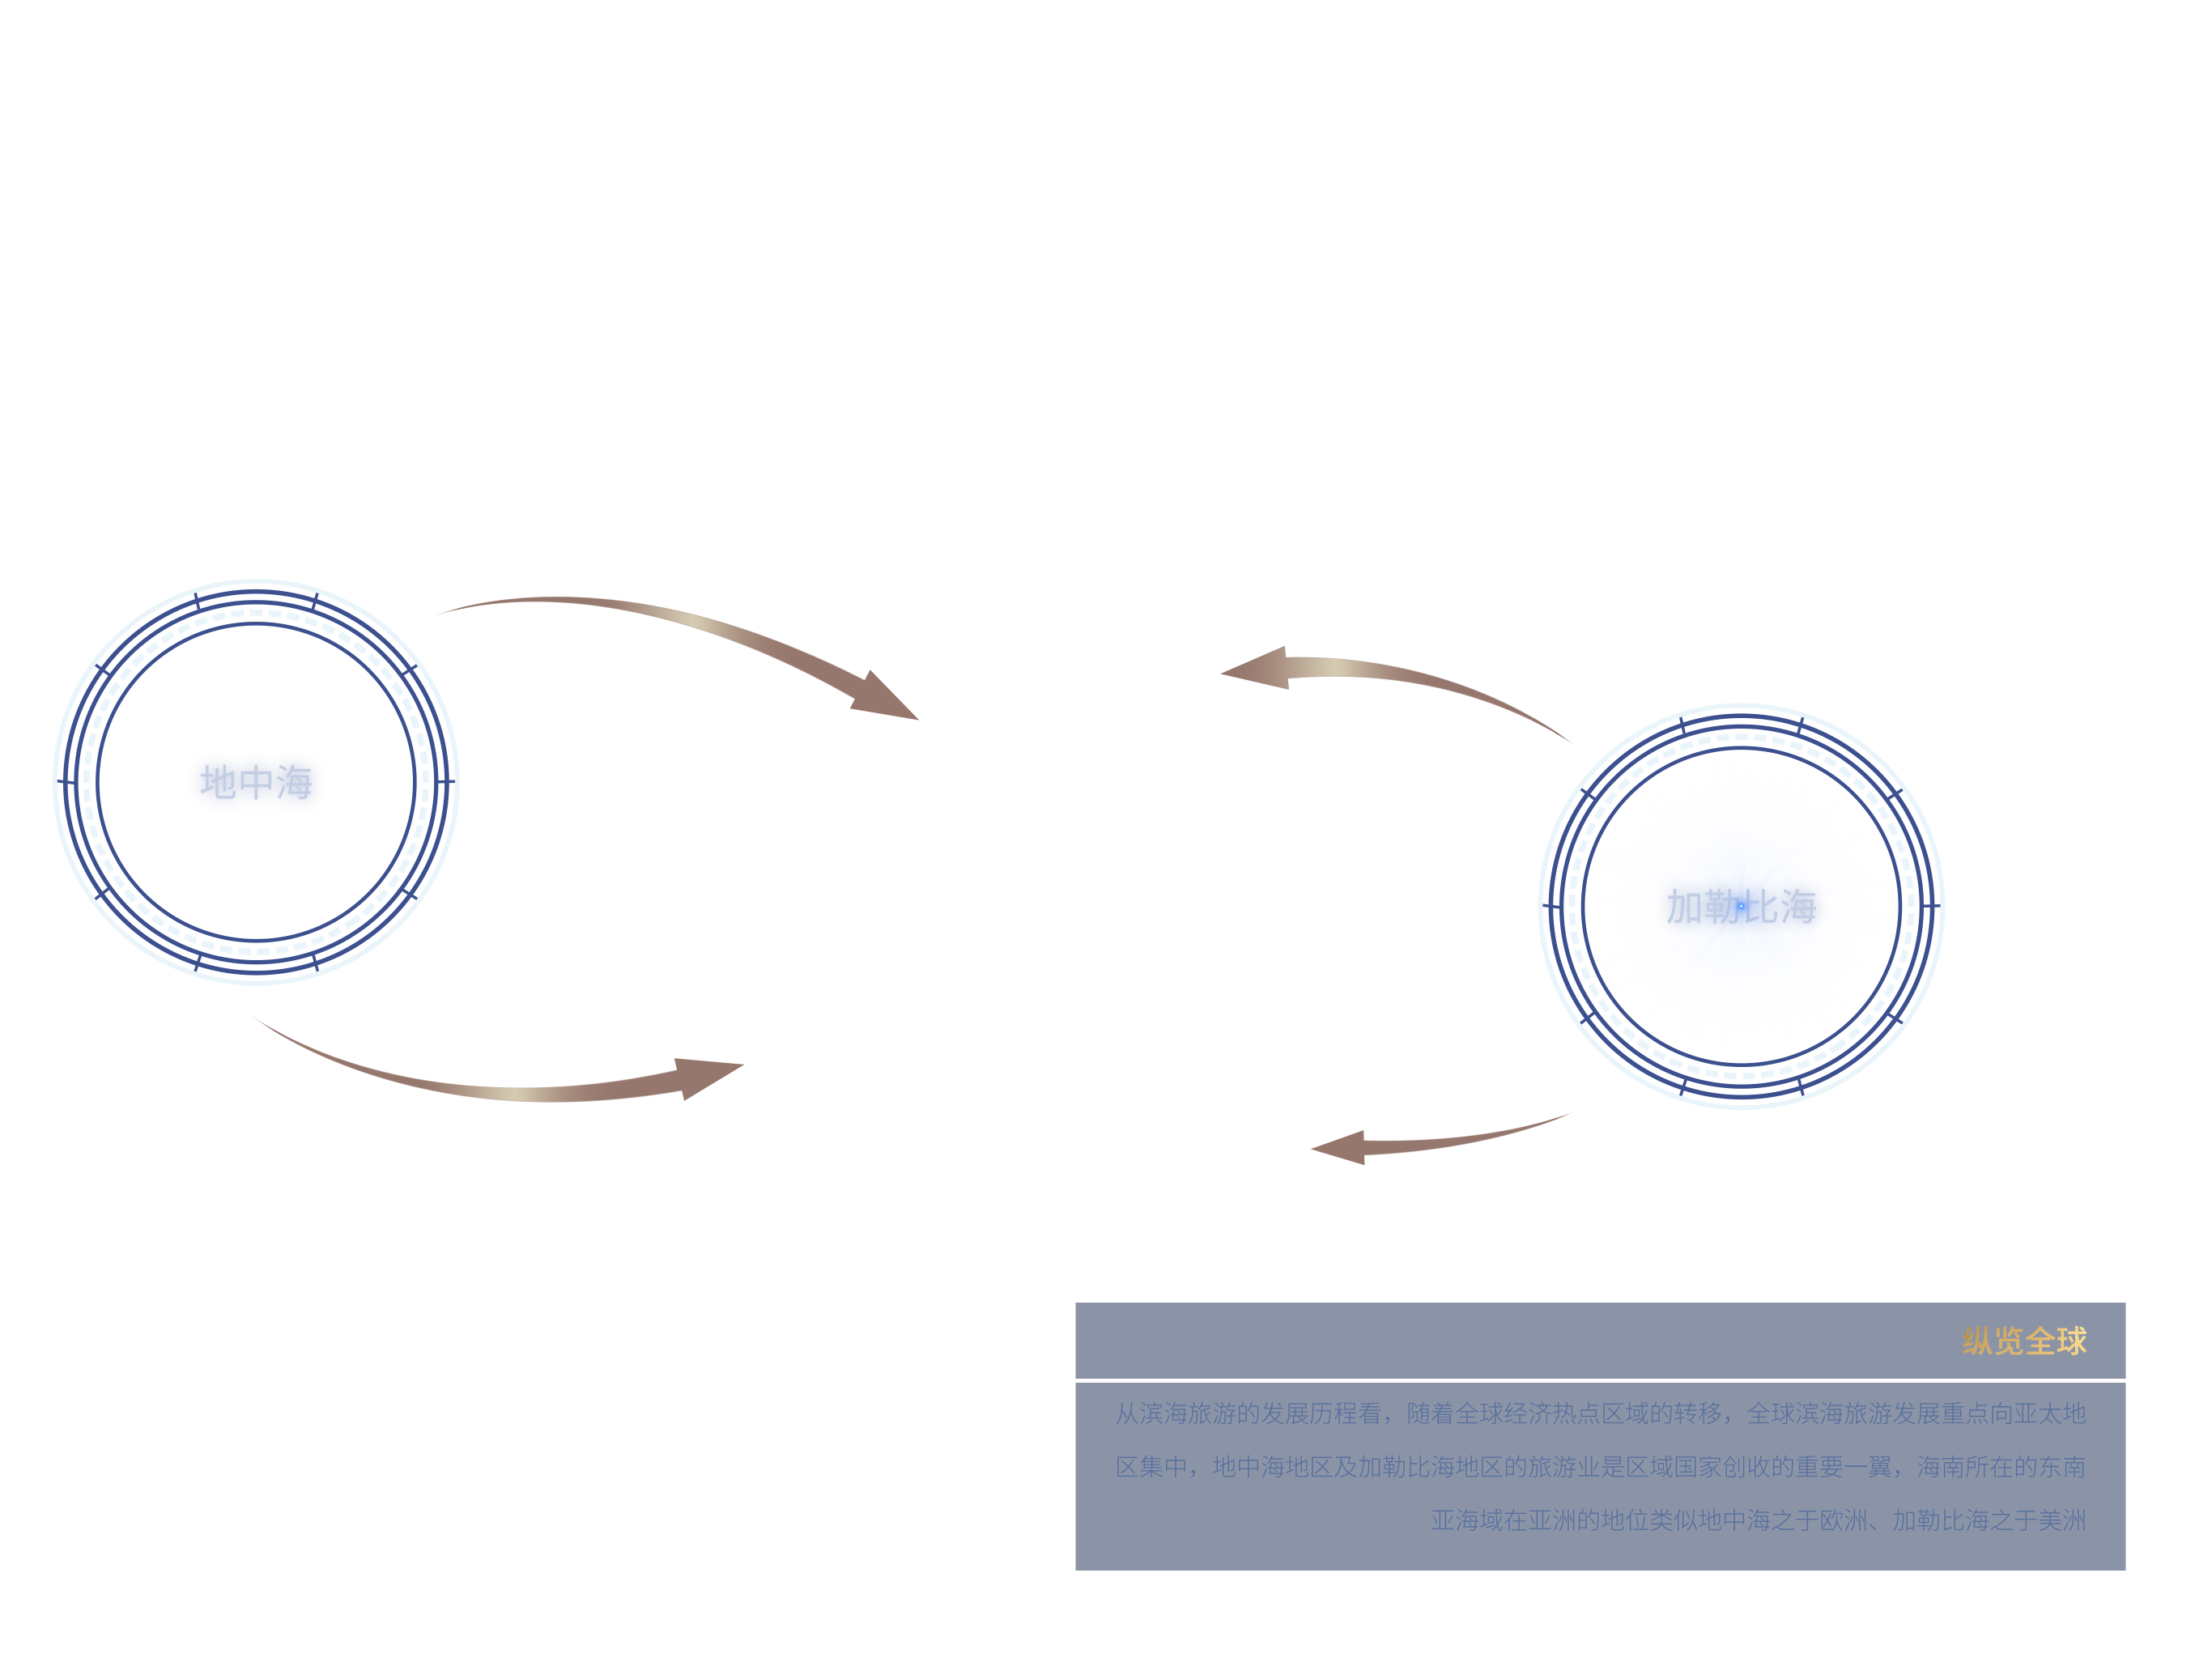 地中海
加勒比海
纵览全球
从滨海旅游的发展历程看，随着全球经济热点区域的转移，全球滨海旅游发展重点向亚太地
区集中，地中海地区及加勒比海地区的旅游业是区域国家创收的重要一翼，海南所在的东南
亚海域在亚洲的地位类似地中海之于欧洲、加勒比海之于美洲